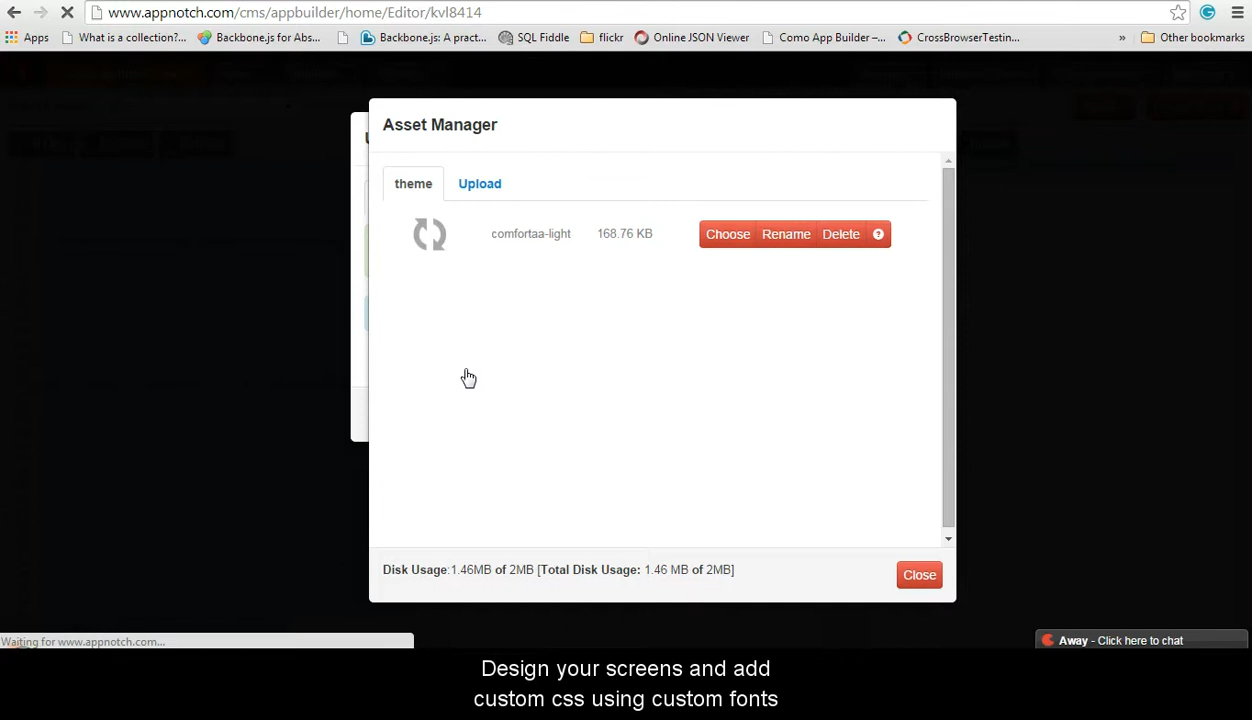 www.appnotch.com/cms/appbuilder/home/Editor/kvl8414
Apps What is a collection?... Backbone.js for Abs... Backbone.js: A pract... SQL Fiddle flickr Online JSON Viewer Como App Builder –... CrossBrowserTestin... » Other bookmarks
Asset Manager
theme Upload
comfortaa-light 168.76 KB Choose Rename Delete ?
Disk Usage:1.46MB of 2MB [Total Disk Usage: 1.46 MB of 2MB] Close
Waiting for www.appnotch.com...
Away - Click here to chat
Design your screens and add
custom css using custom fonts